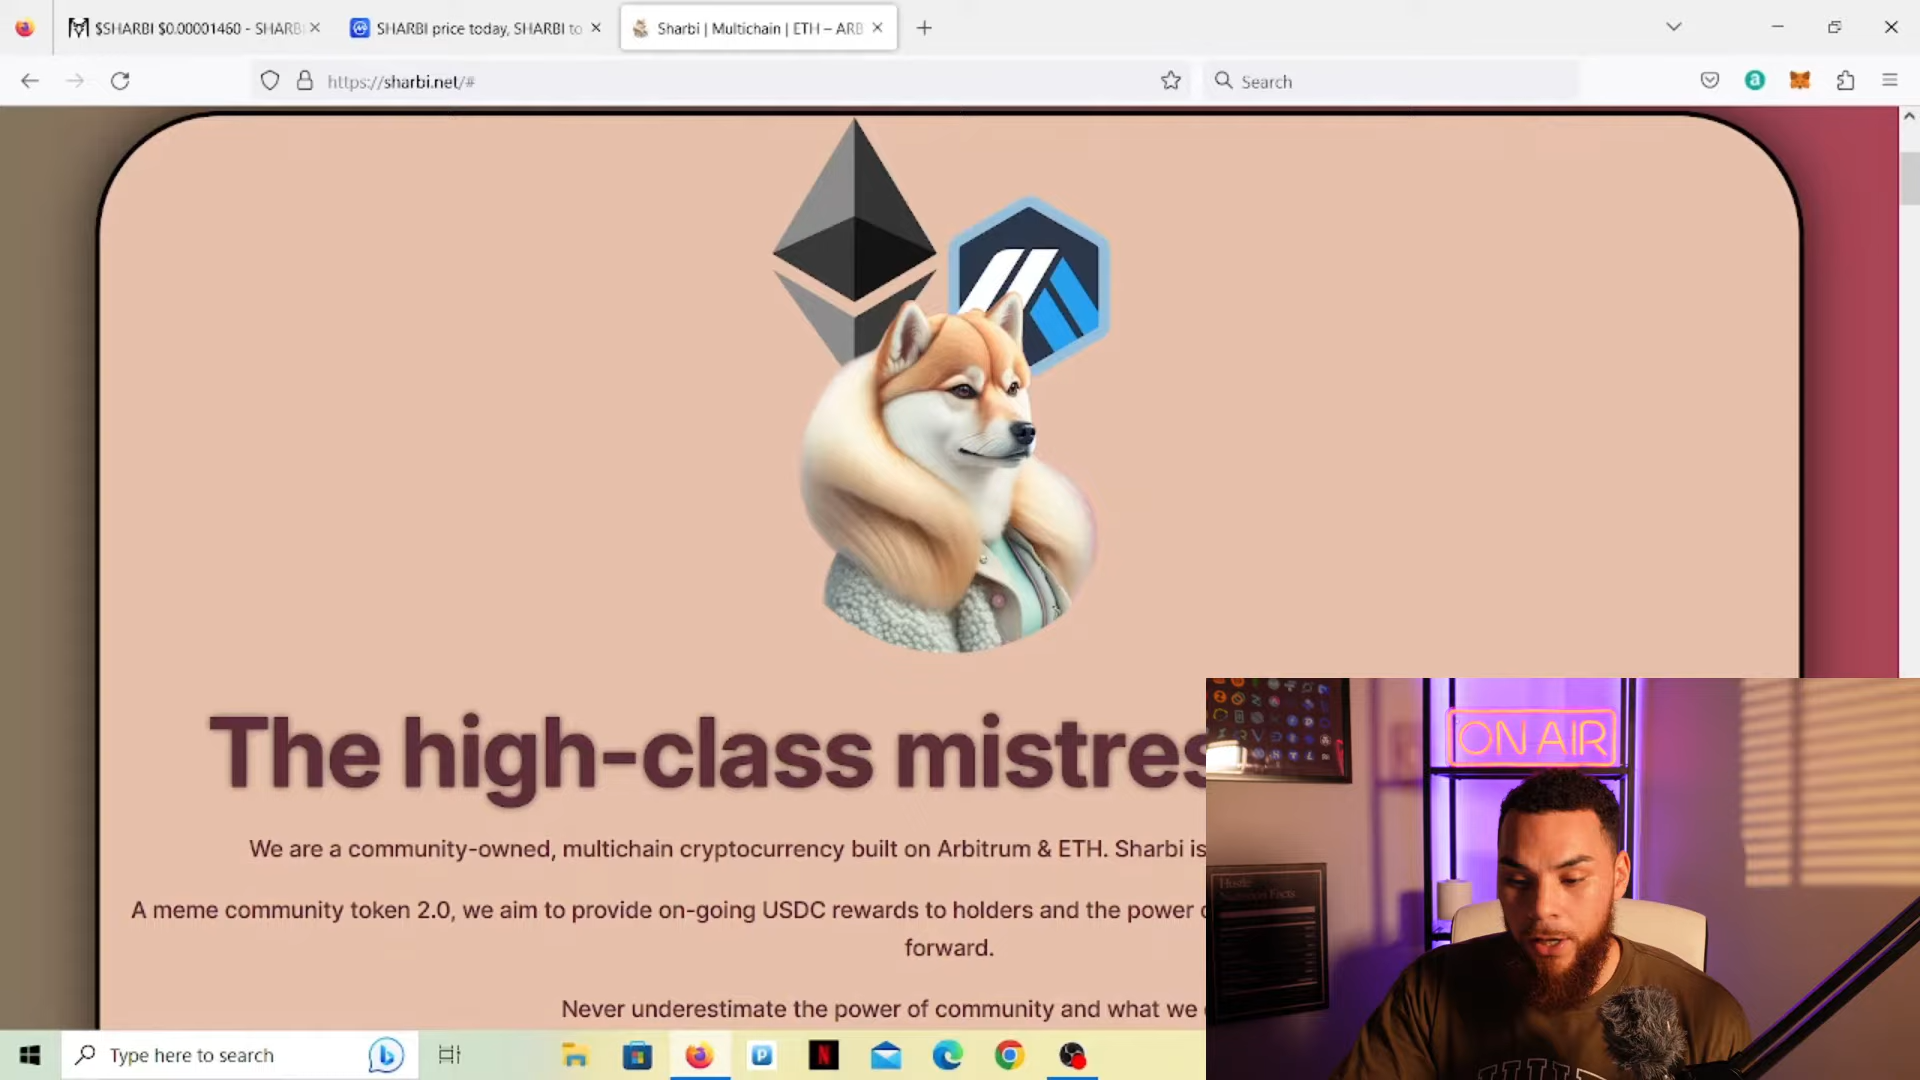 $SHARBI $0.00001460 - SHARB
SHARBI price today, SHARBI to
Sharbi | Multichain | ETH – ARB
https://sharbi.net/#
Search
The high-class mistres
We are a community-owned, multichain cryptocurrency built on Arbitrum & ETH. Sharbi is
A meme community token 2.0, we aim to provide on-going USDC rewards to holders and the power
forward.
Never underestimate the power of community and what we
ON AIR
Hustle
Nutrition Facts
Type here to search